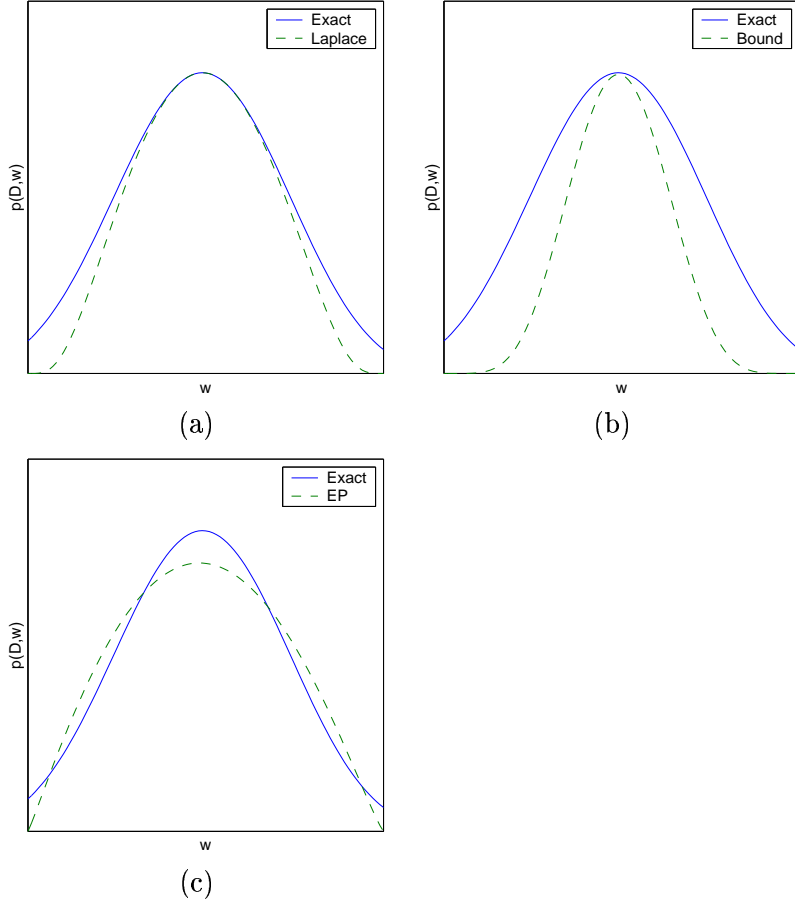 Exact
Laplace
p(D,w)
w
(a)
Exact
Bound
p(D,w)
w
(b)
Exact
EP
p(D,w)
w
(c)